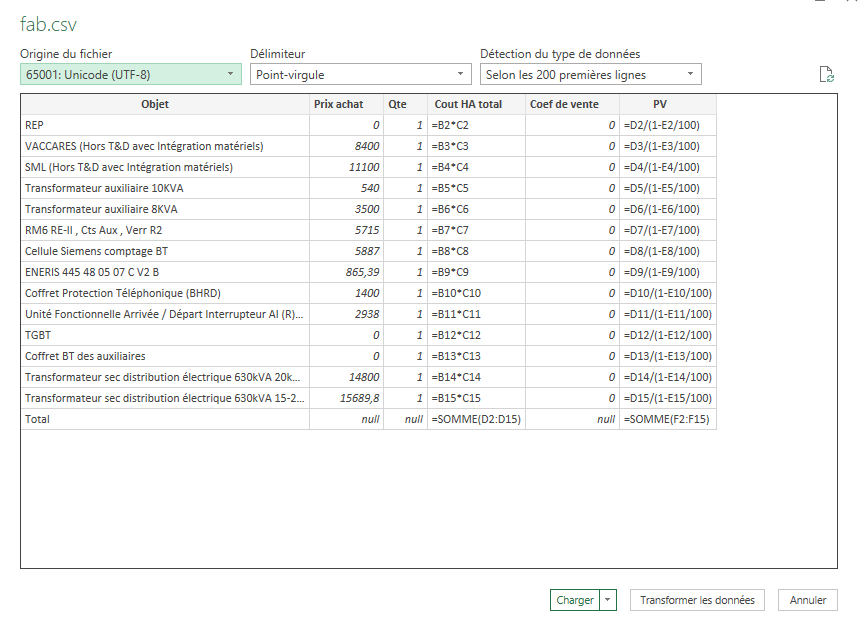 fab.csv
Origine du fichier Délimiteur Détection du type de données
65001: Unicode (UTF-8) Point-virgule Selon les 200 premières lignes
Objet Prix achat Qte Cout HA total Coef de vente PV
REP 0 1 =B2*C2 0 =D2/(1-E2/100)
VACCARES (Hors T&D avec Intégration matériels) 8400 1 =B3*C3 0 =D3/(1-E3/100)
SML (Hors T&D avec Intégration matériels) 11100 1 =B4*C4 0 =D4/(1-E4/100)
Transformateur auxiliaire 10KVA 540 1 =B5*C5 0 =D5/(1-E5/100)
Transformateur auxiliaire 8KVA 3500 1 =B6*C6 0 =D6/(1-E6/100)
RM6 RE-II , Cts Aux , Verr R2 5715 1 =B7*C7 0 =D7/(1-E7/100)
Cellule Siemens comptage BT 5887 1 =B8*C8 0 =D8/(1-E8/100)
ENERIS 445 48 05 07 C V2 B 865,39 1 =B9*C9 0 =D9/(1-E9/100)
Coffret Protection Téléphonique (BHRD) 1400 1 =B10*C10 0 =D10/(1-E10/100)
Unité Fonctionnelle Arrivée / Départ Interrupteur AI (R)... 2938 1 =B11*C11 0 =D11/(1-E11/100)
TGBT 0 1 =B12*C12 0 =D12/(1-E12/100)
Coffret BT des auxiliaires 0 1 =B13*C13 0 =D13/(1-E13/100)
Transformateur sec distribution électrique 630kVA 20k... 14800 1 =B14*C14 0 =D14/(1-E14/100)
Transformateur sec distribution électrique 630kVA 15-2... 15689,8 1 =B15*C15 0 =D15/(1-E15/100)
Total null null =SOMME(D2:D15) null =SOMME(F2:F15)
Charger Transformer les données Annuler